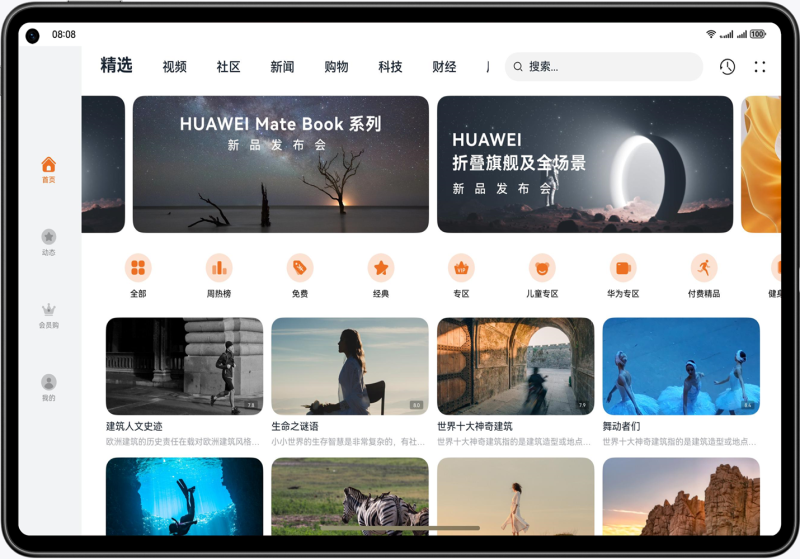 08:08
100
精选
视频
社区
新闻
购物
科技
财经
搜索...
首页
动态
会员购
我的
HUAWEI Mate Book 系列
新品发布会
HUAWEI
折叠旗舰及全场景
新品发布会
全部
周热榜
免费
经典
VIP
专区
儿童专区
华为专区
付费精品
健身
7.8
8.0
7.9
8.4
建筑人文史迹
生命之谜语
世界十大神奇建筑
舞动者们
欧洲建筑的历史责任在载对欧洲建筑风格...
小小世界的生存智慧是非常复杂的、有社...
世界十大神奇建筑指的是建筑造型或地点...
世界十大神奇建筑指的是建筑造型或地点...